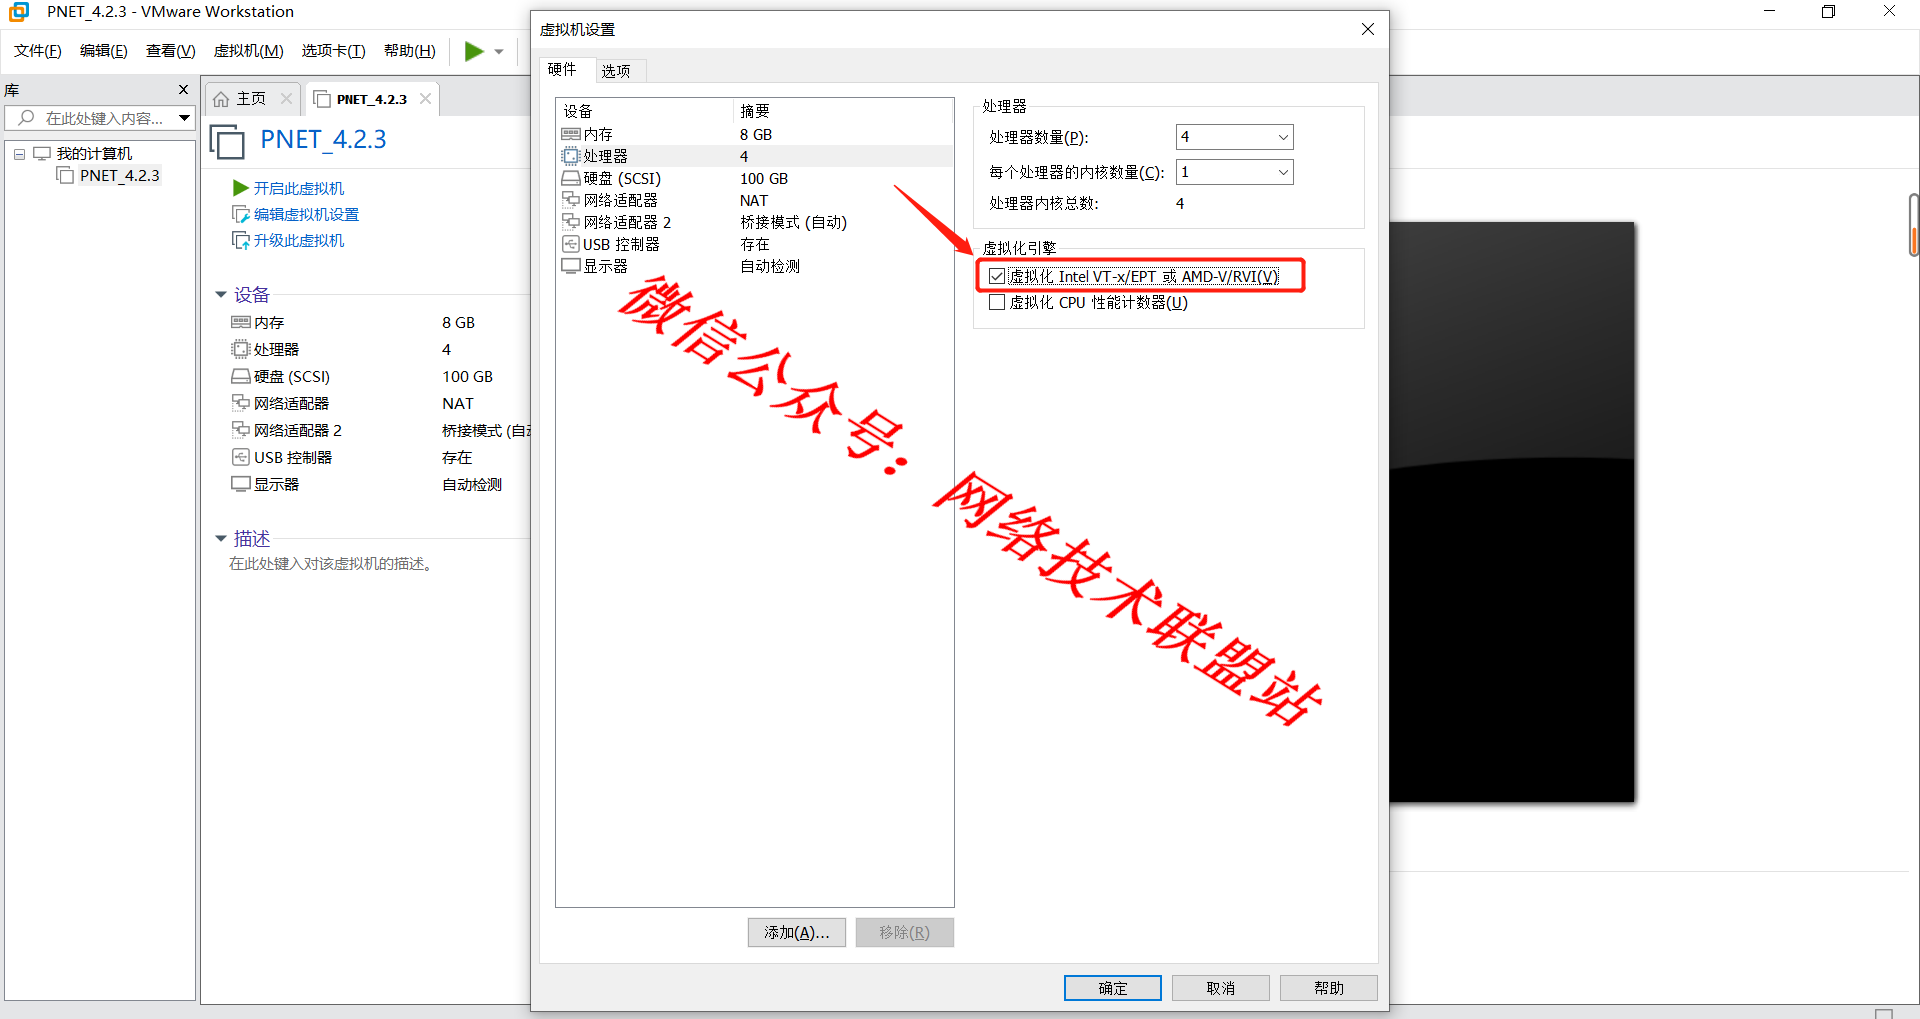 PNET_4.2.3 - VMware Workstation
文件(F) 编辑(E) 查看(V) 虚拟机(M) 选项卡(T) 帮助(H)
库
在此处键入内容...
我的计算机
PNET_4.2.3
主页
PNET_4.2.3
PNET_4.2.3
开启此虚拟机
编辑虚拟机设置
升级此虚拟机
设备
内存 8 GB
处理器 4
硬盘 (SCSI) 100 GB
网络适配器 NAT
网络适配器 2 桥接模式 (自动
USB 控制器 存在
显示器 自动检测
描述
在此处键入对该虚拟机的描述。
虚拟机设置
硬件 选项
设备 摘要
内存 8 GB
处理器 4
硬盘 (SCSI) 100 GB
网络适配器 NAT
网络适配器 2 桥接模式 (自动)
USB 控制器 存在
显示器 自动检测
添加(A)... 移除(R)
处理器
处理器数量(P): 4
每个处理器的内核数量(C): 1
处理器内核总数: 4
虚拟化引擎
虚拟化 Intel VT-x/EPT 或 AMD-V/RVI(V)
虚拟化 CPU 性能计数器(U)
微信公众号：网络技术联盟站
确定 取消 帮助